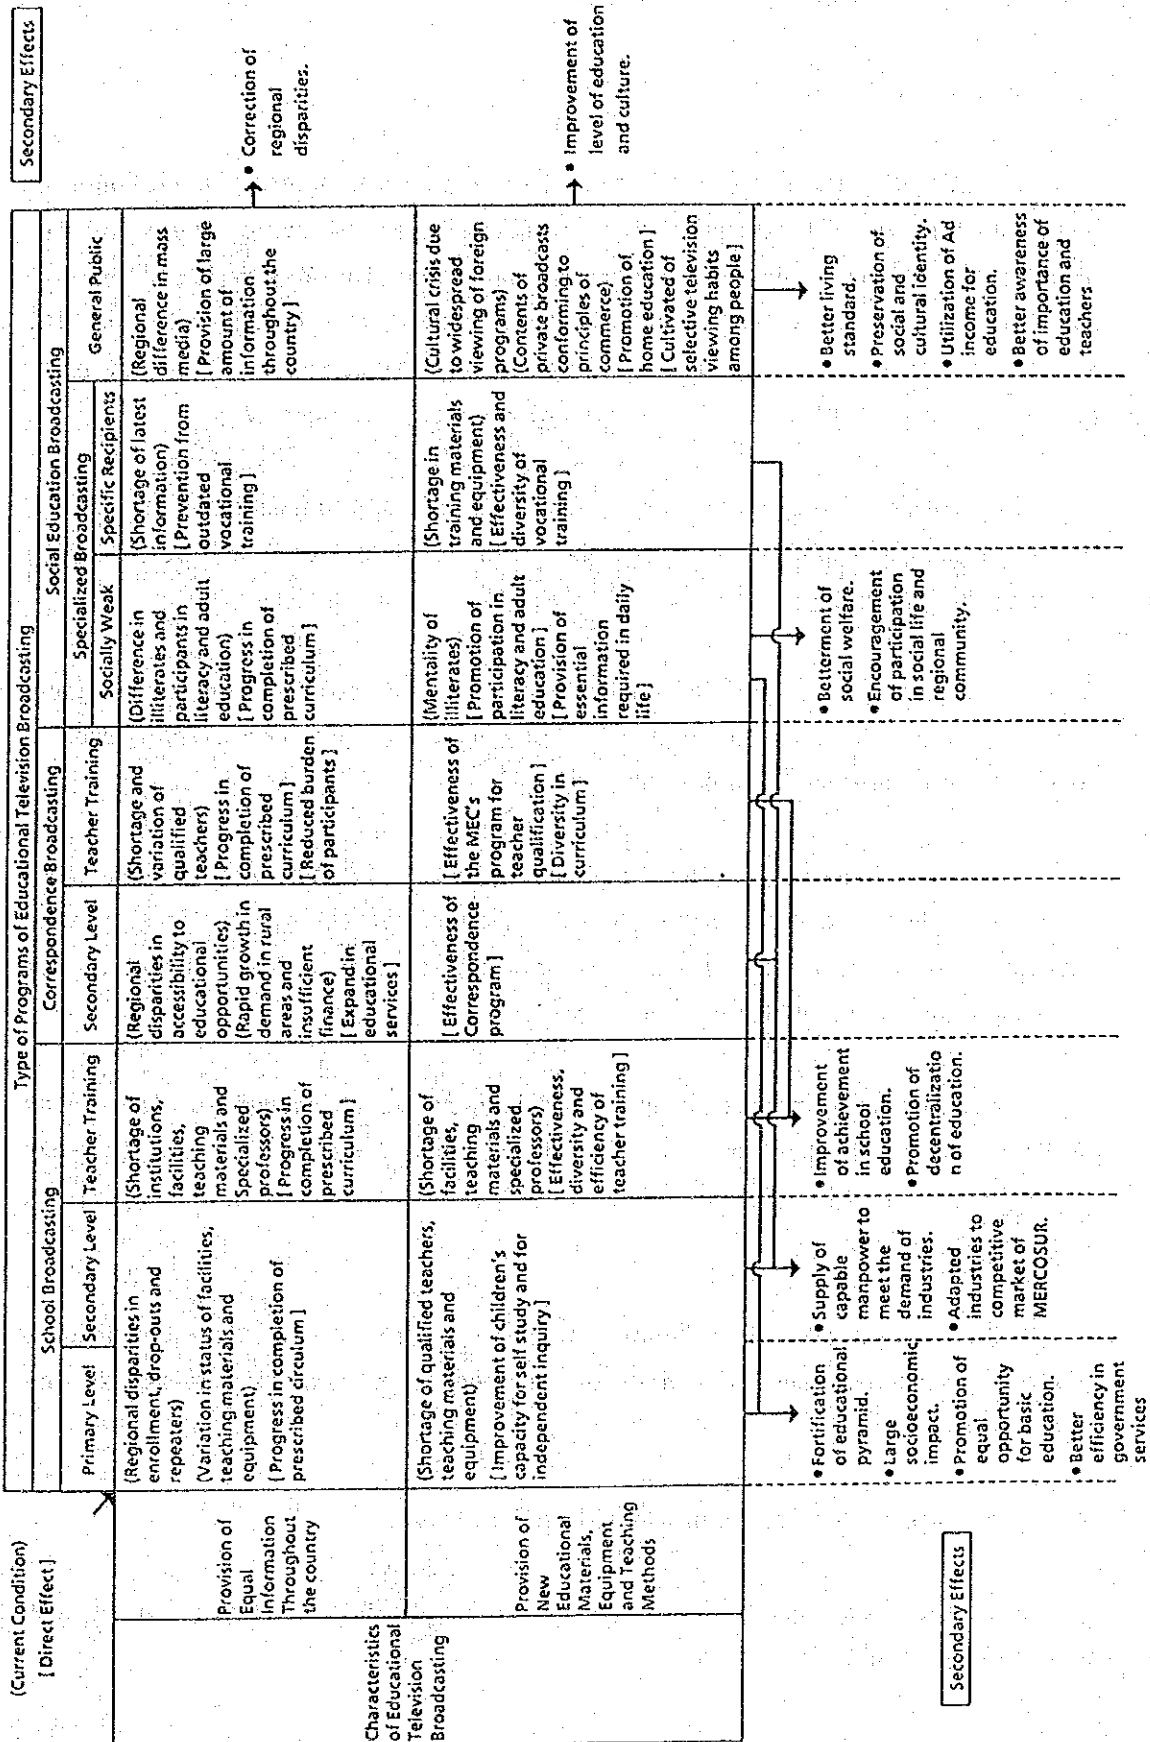 (Current Condition)
[Direct Effect]
Type of Programs of Educational Television Broadcasting
Secondary Effects
School Broadcasting
Correspondence Broadcasting
Social Education Broadcasting
Specialized Broadcasting
Primary Level
Secondary Level
Teacher Training
Secondary Level
Teacher Training
Socially Weak
Specific Recipients
General Public
Characteristics
of Educational
Television
Broadcasting
Provision of
Equal
Information
Throughout
the country
(Regional disparities in
enrollment, drop-outs and
repeaters)
(Variation in status of facilities,
teaching materials and
equipment)
[Progress in completion of
prescribed circulum]
(Shortage of
institutions,
facilities,
teaching
materials and
Specialized
professors)
[Progress in
completion of
prescribed
curriculum]
(Regional
disparities in
accessibility to
educational
opportunities)
(Rapid growth in
demand in rural
areas and
insufficient
finance)
[Expand in
educational
services]
(Shortage and
variation of
qualified
teachers)
[Progress in
completion of
prescribed
curriculum]
[Reduced burden
of participants]
(Difference in
illiterates and
participants in
literacy and adult
education)
[Progress in
completion of
prescribed
curriculum]
(Shortage of latest
information)
[Prevention from
outdated
vocational
training]
(Regional
difference in mass
media)
[Provision of large
amount of
information
throughout the
country]
• Correction of
regional
disparities.
Provision of
New
Educational
Materials,
Equipment
and Teaching
Methods
(Shortage of qualified teachers,
teaching materials and
equipment)
[Improvement of children's
capacity for self study and for
independent inquiry]
(Shortage of
facilities,
teaching
materials and
specialized
professors)
[Effectiveness,
diversity and
efficiency of
teacher training]
[Effectiveness of
Correspondence
program]
[Effectiveness of
the MEC's
program for
teacher
qualification]
[Diversity in
curriculum]
(Mentality of
illiterates)
[Promotion of
participation in
literacy and adult
education]
[Provision of
essential
information
required in daily
life]
(Shortage in
training materials
and equipment)
[Effectiveness and
diversity of
vocational
training]
(Cultural crisis due
to widespread
viewing of foreign
programs)
(Contents of
private broadcasts
conforming to
principles of
commerce)
[Promotion of
home education]
[Cultivated of
selective television
viewing habits
among people]
• Improvement of
level of education
and culture.
Secondary Effects
• Fortification
of educational
pyramid.
• Large
socioeconomic
impact.
• Promotion of
equal
opportunity
for basic
education.
• Better
efficiency in
government
services
• Supply of
capable
manpower to
meet the
demand of
industries.
• Adapted
industries to
competitive
market of
MERCOSUR.
• Improvement
of achievement
in school
education.
• Promotion of
decentralizatio
n of education.
• Betterment of
social welfare.
• Encouragement
of participation
in social life and
regional
community.
• Better living
standard.
• Preservation of
social and
cultural identity.
• Utilization of Ad
income for
education.
• Better awareness
of importance of
education and
teachers